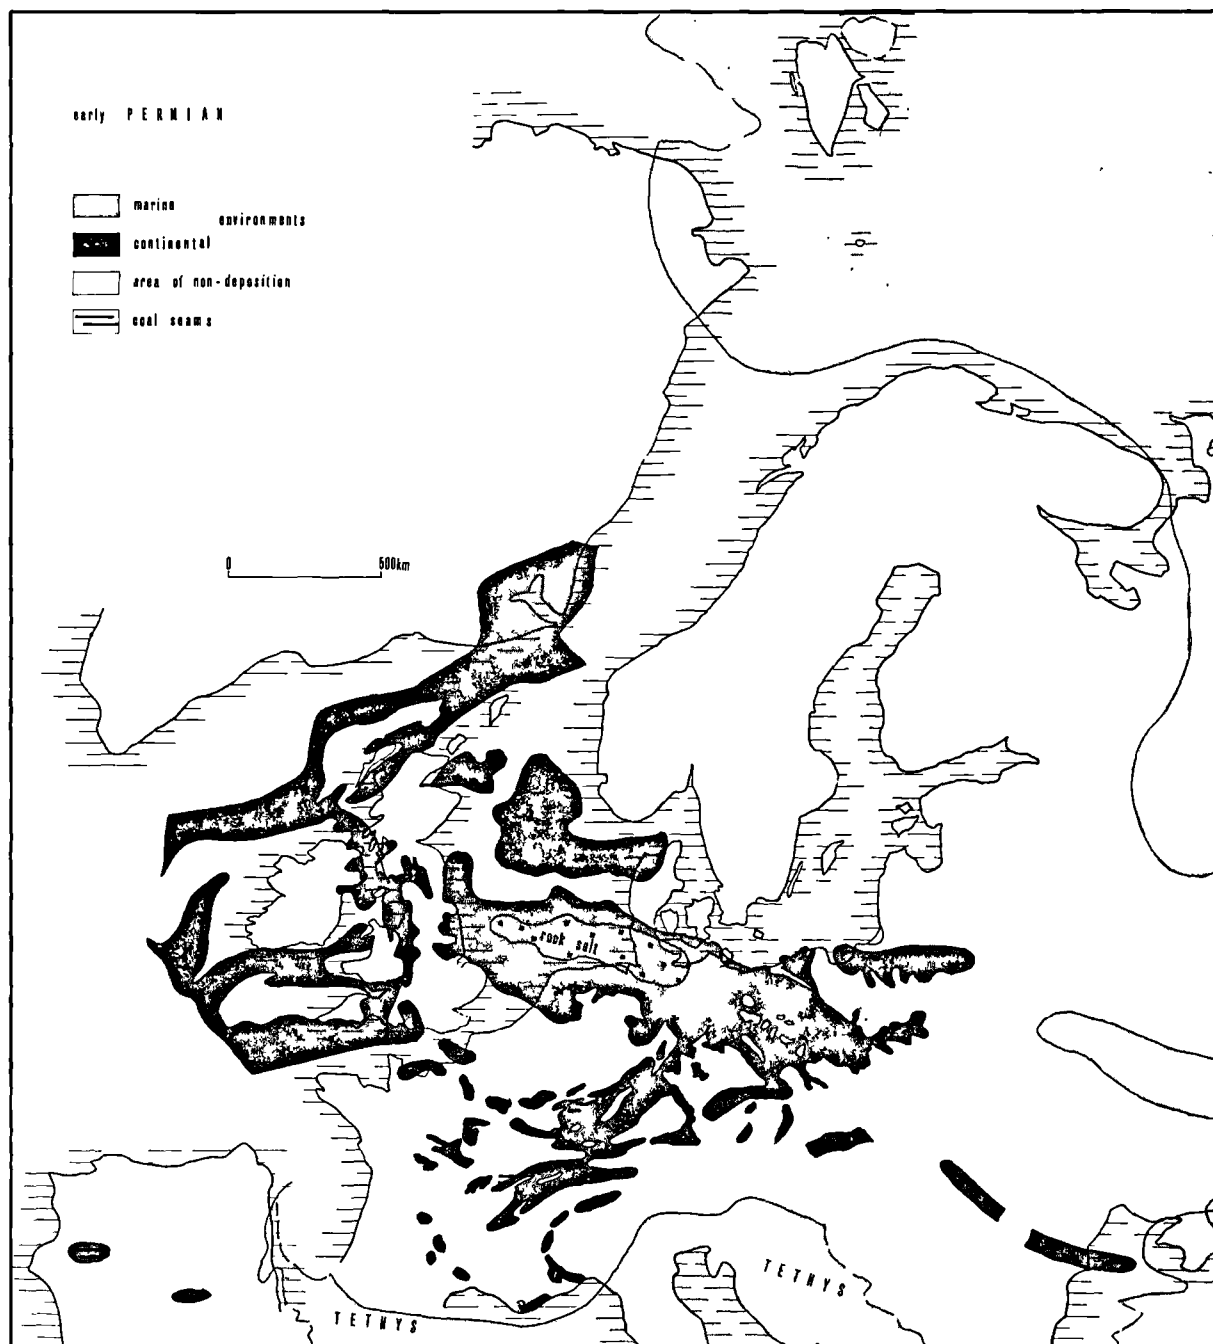 early PERMIAN
marine
environments
continental
area of non-deposition
coal seams
0 500km
rock salt
TETHYS
TETHYS